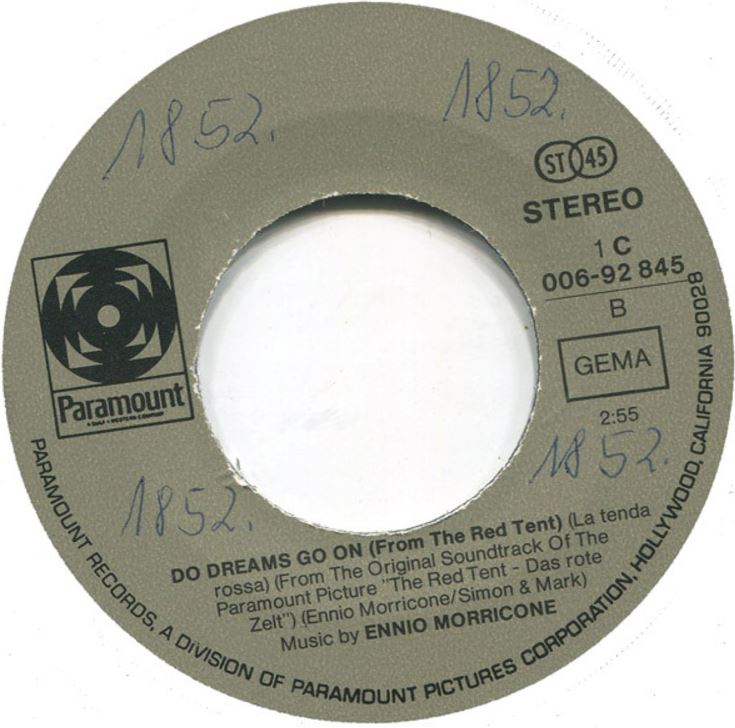 1852.
1852.
ST 45
STEREO
1 C
006-92 845
B
GEMA
2:55
Paramount
A GULF + WESTERN COMPANY
1852.
1852.
DO DREAMS GO ON (From The Red Tent) (La tenda
rossa) (From The Original Soundtrack Of The
Paramount Picture "The Red Tent - Das rote
Zelt") (Ennio Morricone/Simon & Mark)
Music by ENNIO MORRICONE
PARAMOUNT RECORDS, A DIVISION OF PARAMOUNT PICTURES CORPORATION, HOLLYWOOD, CALIFORNIA 90028